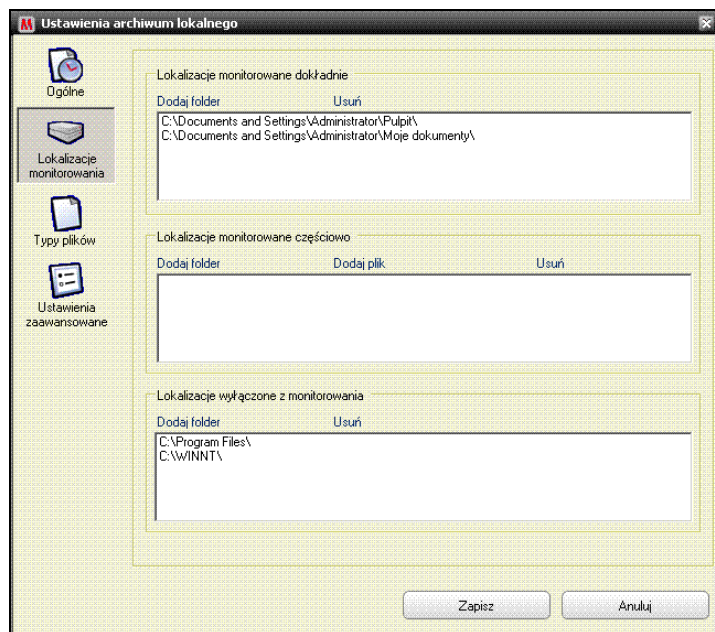 Ustawienia archiwum lokalnego
Ogólne
Lokalizacje
monitorowania
Typy plików
Ustawienia
zaawansowane
Lokalizacje monitorowane dokładnie
Dodaj folder Usuń
C:\Documents and Settings\Administrator\Pulpit\
C:\Documents and Settings\Administrator\Moje dokumenty\
Lokalizacje monitorowane częściowo
Dodaj folder Dodaj plik Usuń
Lokalizacje wyłączone z monitorowania
Dodaj folder Usuń
C:\Program Files\
C:\WINNT\
Zapisz Anuluj